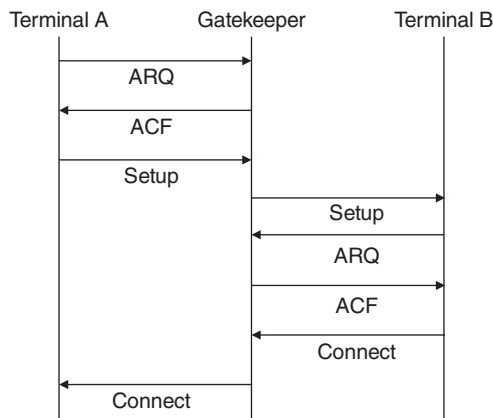 Terminal A Gatekeeper Terminal B
ARQ
ACF
Setup
Setup
ARQ
ACF
Connect
Connect